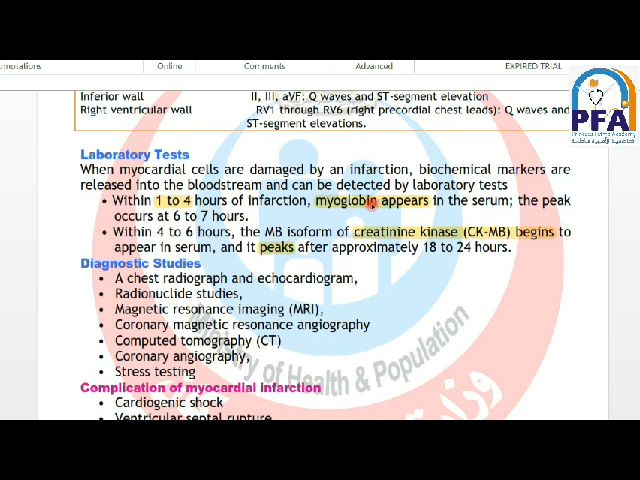 nnotations Online Comments Advanced EXPIRED TRIAL
PFA
Inferior wall II, III, aVF: Q waves and ST-segment elevation
Right ventricular wall RV1 through RV6 (right precordial chest leads): Q waves and
ST-segment elevations.
Laboratory Tests
When myocardial cells are damaged by an infarction, biochemical markers are
released into the bloodstream and can be detected by laboratory tests
• Within 1 to 4 hours of infarction, myoglobin appears in the serum; the peak
occurs at 6 to 7 hours.
• Within 4 to 6 hours, the MB isoform of creatinine kinase (CK-MB) begins to
appear in serum, and it peaks after approximately 18 to 24 hours.
Diagnostic Studies
• A chest radiograph and echocardiogram,
• Radionuclide studies,
• Magnetic resonance imaging (MRI),
• Coronary magnetic resonance angiography
• Computed tomography (CT)
• Coronary angiography,
• Stress testing
Complication of myocardial infarction
• Cardiogenic shock
• Ventricular septal rupture
Ministry of Health & Population